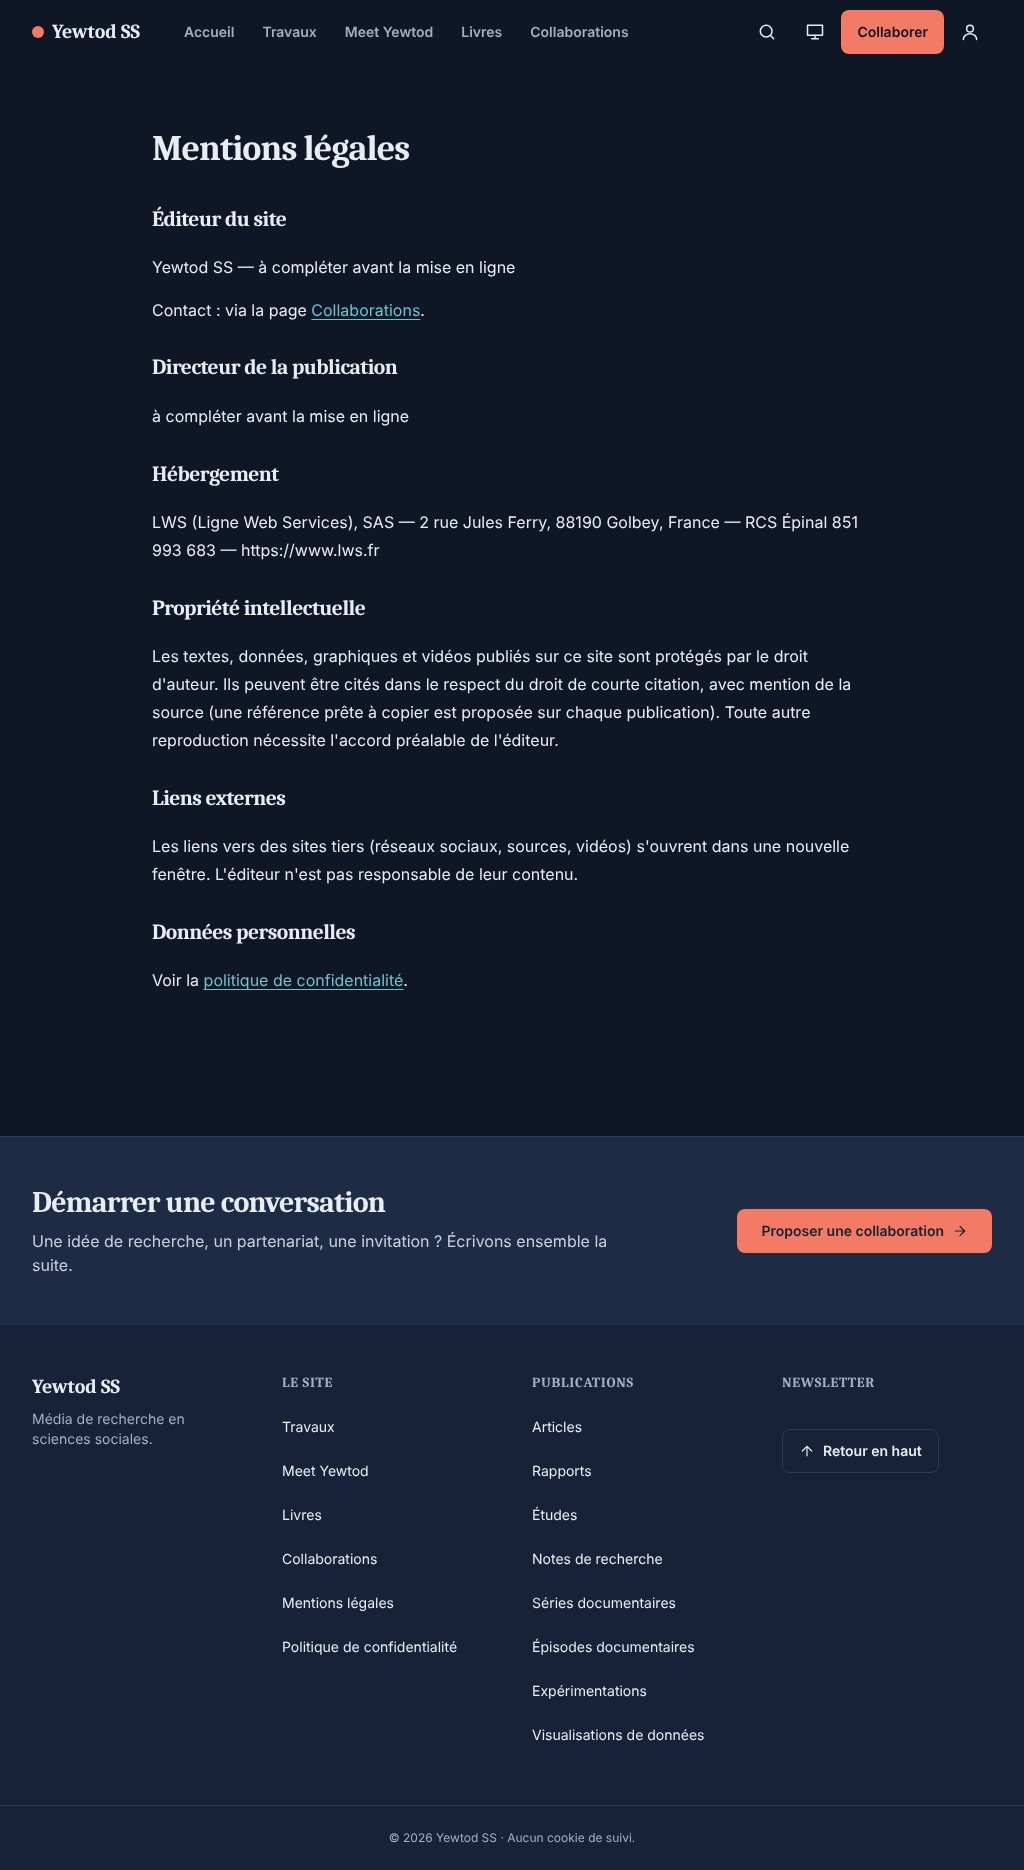 Yewtod SS
Accueil
Travaux
Meet Yewtod
Livres
Collaborations
Collaborer
Mentions légales
Éditeur du site
Yewtod SS — à compléter avant la mise en ligne
Contact : via la page Collaborations.
Directeur de la publication
à compléter avant la mise en ligne
Hébergement
LWS (Ligne Web Services), SAS — 2 rue Jules Ferry, 88190 Golbey, France — RCS Épinal 851
993 683 — https://www.lws.fr
Propriété intellectuelle
Les textes, données, graphiques et vidéos publiés sur ce site sont protégés par le droit
d'auteur. Ils peuvent être cités dans le respect du droit de courte citation, avec mention de la
source (une référence prête à copier est proposée sur chaque publication). Toute autre
reproduction nécessite l'accord préalable de l'éditeur.
Liens externes
Les liens vers des sites tiers (réseaux sociaux, sources, vidéos) s'ouvrent dans une nouvelle
fenêtre. L'éditeur n'est pas responsable de leur contenu.
Données personnelles
Voir la politique de confidentialité.
Démarrer une conversation
Une idée de recherche, un partenariat, une invitation ? Écrivons ensemble la
suite.
Proposer une collaboration
Yewtod SS
Média de recherche en
sciences sociales.
LE SITE
Travaux
Meet Yewtod
Livres
Collaborations
Mentions légales
Politique de confidentialité
PUBLICATIONS
Articles
Rapports
Études
Notes de recherche
Séries documentaires
Épisodes documentaires
Expérimentations
Visualisations de données
NEWSLETTER
Retour en haut
© 2026 Yewtod SS · Aucun cookie de suivi.